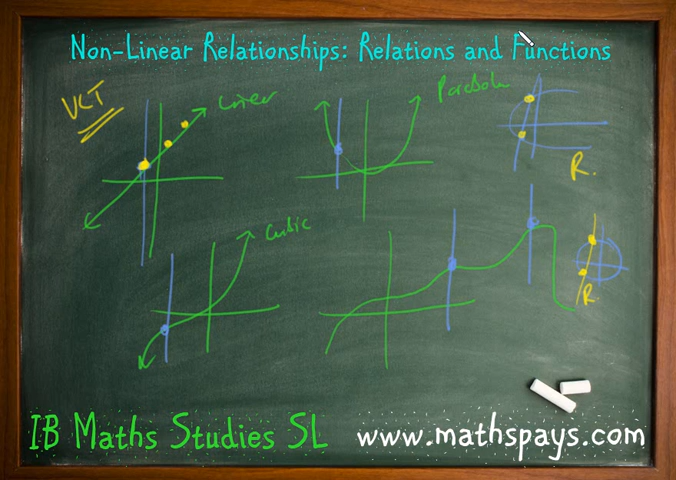 Non-Linear Relationships: Relations and Functions
VLT
Linear
Parabola
R.
Cubic
R.
IB Maths Studies SL
www.mathspays.com